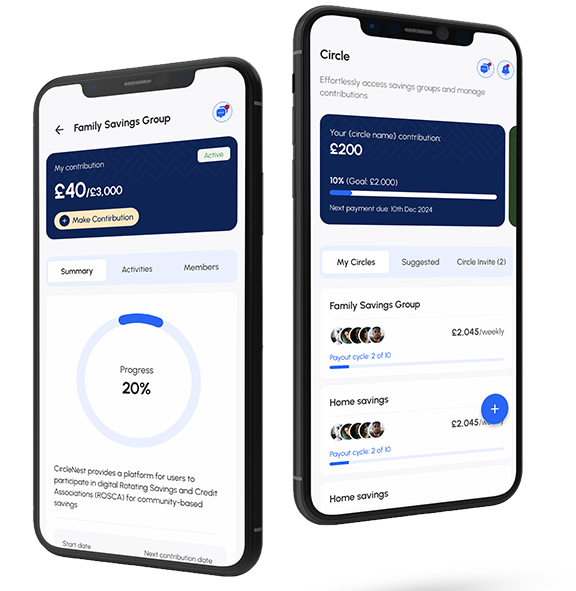 Family Savings Group
My contribution
Active
£40/£3,000
Make Contirbution
Summary
Activities
Members
Progress
20%
CircleNest provides a platform for users to
participate in digital Rotating Savings and Credit
Associations (ROSCA) for community-based
savings
Start date
Next contribution date
Circle
Effortlessly access savings groups and manage
contributions.
Your {circle name} contribution:
£200
10% (Goal: £2,000)
Next payment due: 10th Dec 2024
My Circles
Suggested
Circle Invite (2)
Family Savings Group
£2,045/weekly
Payout cycle: 2 of 10
Home savings
£2,045
Payout cycle: 2 of 10
Home savings